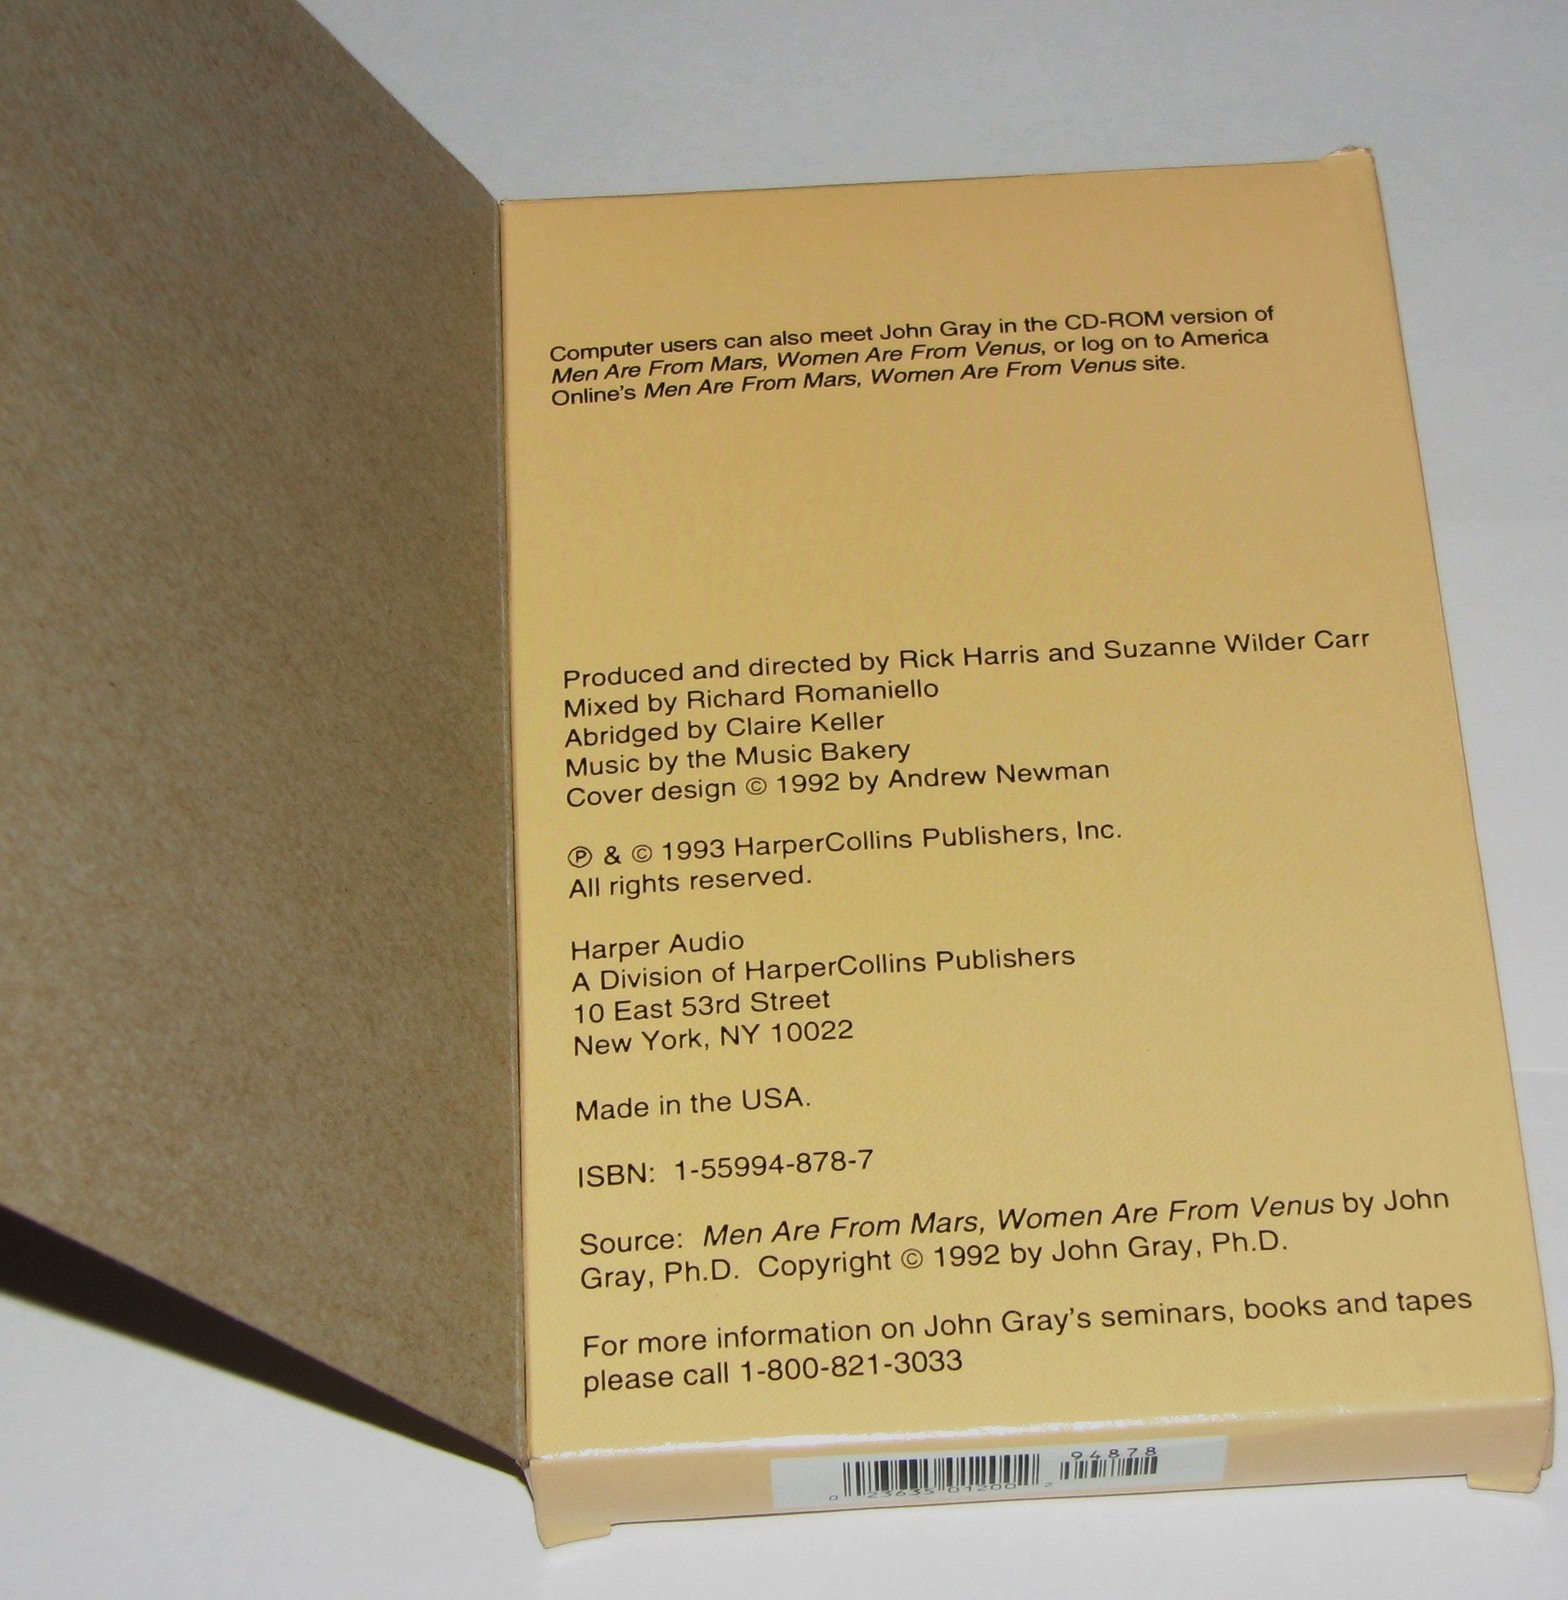 Computer users can also meet John Gray in the CD-ROM version of
Men Are From Mars, Women Are From Venus, or log on to America
Online's Men Are From Mars, Women Are From Venus site.
Produced and directed by Rick Harris and Suzanne Wilder Carr
Mixed by Richard Romaniello
Abridged by Claire Keller
Music by the Music Bakery
Cover design © 1992 by Andrew Newman
℗ & © 1993 HarperCollins Publishers, Inc.
All rights reserved.
Harper Audio
A Division of HarperCollins Publishers
10 East 53rd Street
New York, NY 10022
Made in the USA.
ISBN: 1-55994-878-7
Source: Men Are From Mars, Women Are From Venus by John
Gray, Ph.D. Copyright © 1992 by John Gray, Ph.D.
For more information on John Gray's seminars, books and tapes
please call 1-800-821-3033
94878
0 23635 01200 2